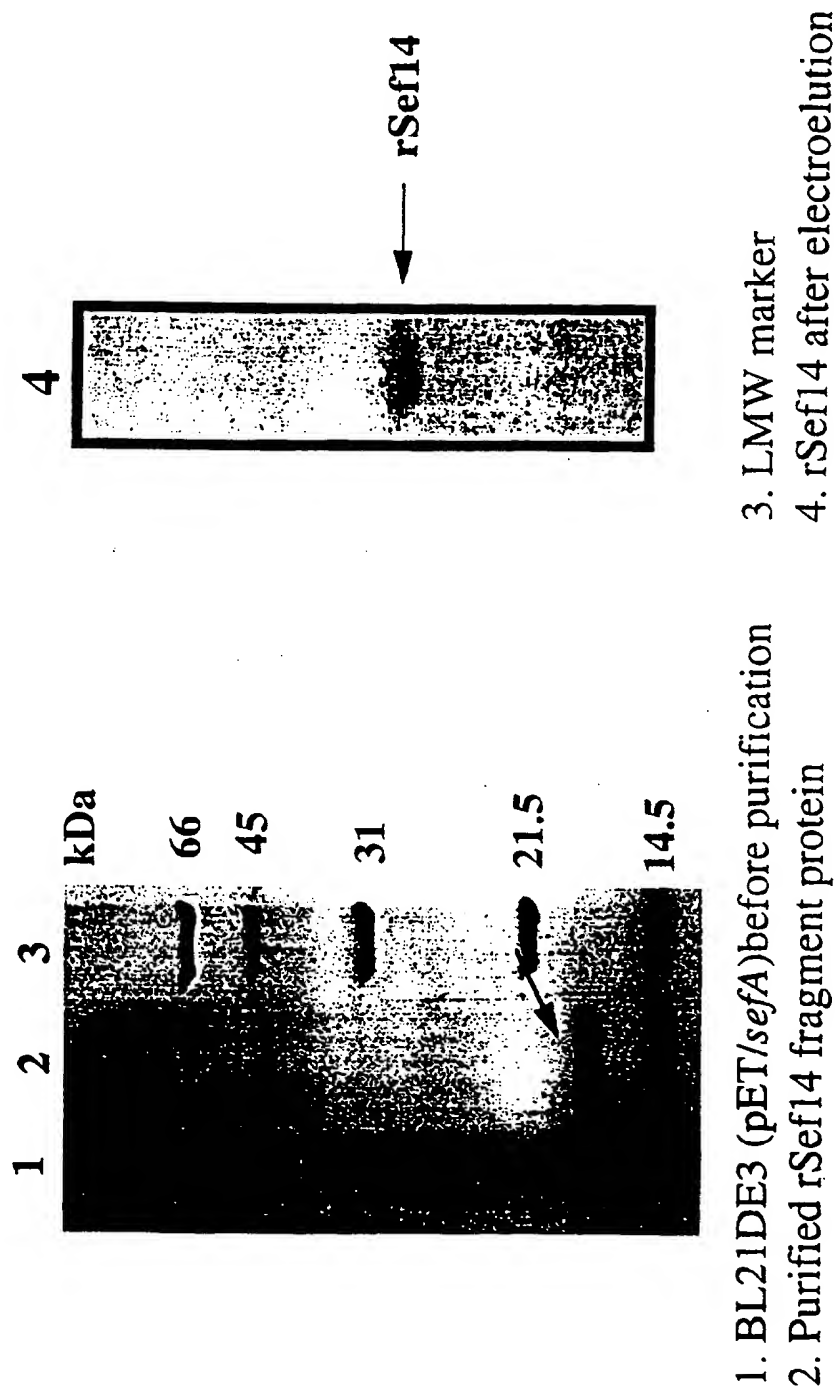 1 2 3
kDa
66
45
31
21.5
14.5
4
rSef14
1. BL21DE3 (pET/sefA)before purification
2. Purified rSef14 fragment protein
3. LMW marker
4. rSef14 after electroelution